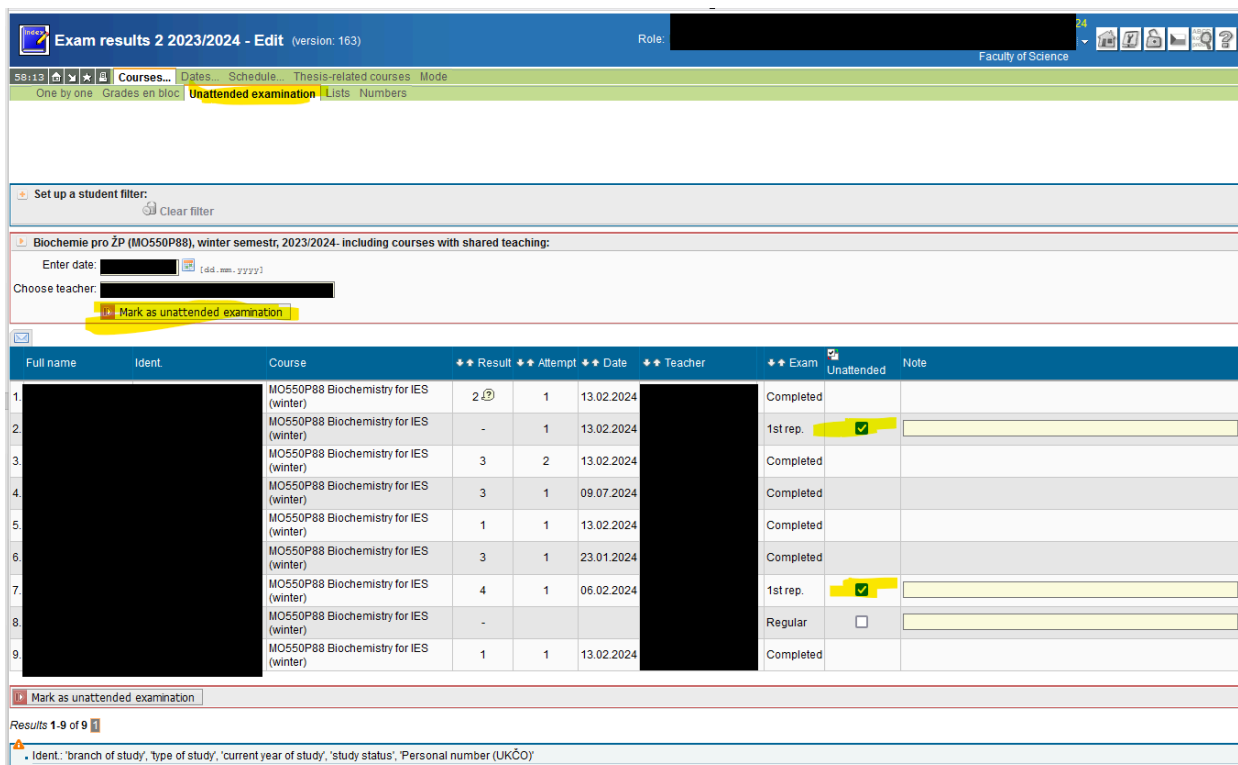 Index
Exam results 2 2023/2024 - Edit (version: 163)
Role:
24
Faculty of Science
58:13 Courses... Dates... Schedule... Thesis-related courses Mode
One by one Grades en bloc Unattended examination Lists Numbers
Set up a student filter:
Clear filter
Biochemie pro ŽP (MO550P88), winter semestr, 2023/2024- including courses with shared teaching:
Enter date: [dd.mm.yyyy]
Choose teacher:
Mark as unattended examination
Full name Ident. Course Result Attempt Date Teacher Exam Unattended Note
1. MO550P88 Biochemistry for IES (winter) 2 1 13.02.2024 Completed
2. MO550P88 Biochemistry for IES (winter) - 1 13.02.2024 1st rep.
3. MO550P88 Biochemistry for IES (winter) 3 2 13.02.2024 Completed
4. MO550P88 Biochemistry for IES (winter) 3 1 09.07.2024 Completed
5. MO550P88 Biochemistry for IES (winter) 1 1 13.02.2024 Completed
6. MO550P88 Biochemistry for IES (winter) 3 1 23.01.2024 Completed
7. MO550P88 Biochemistry for IES (winter) 4 1 06.02.2024 1st rep.
8. MO550P88 Biochemistry for IES (winter) - Regular
9. MO550P88 Biochemistry for IES (winter) 1 1 13.02.2024 Completed
Mark as unattended examination
Results 1-9 of 9 1
Ident.: 'branch of study', 'type of study', 'current year of study', 'study status', 'Personal number (UKČO)'